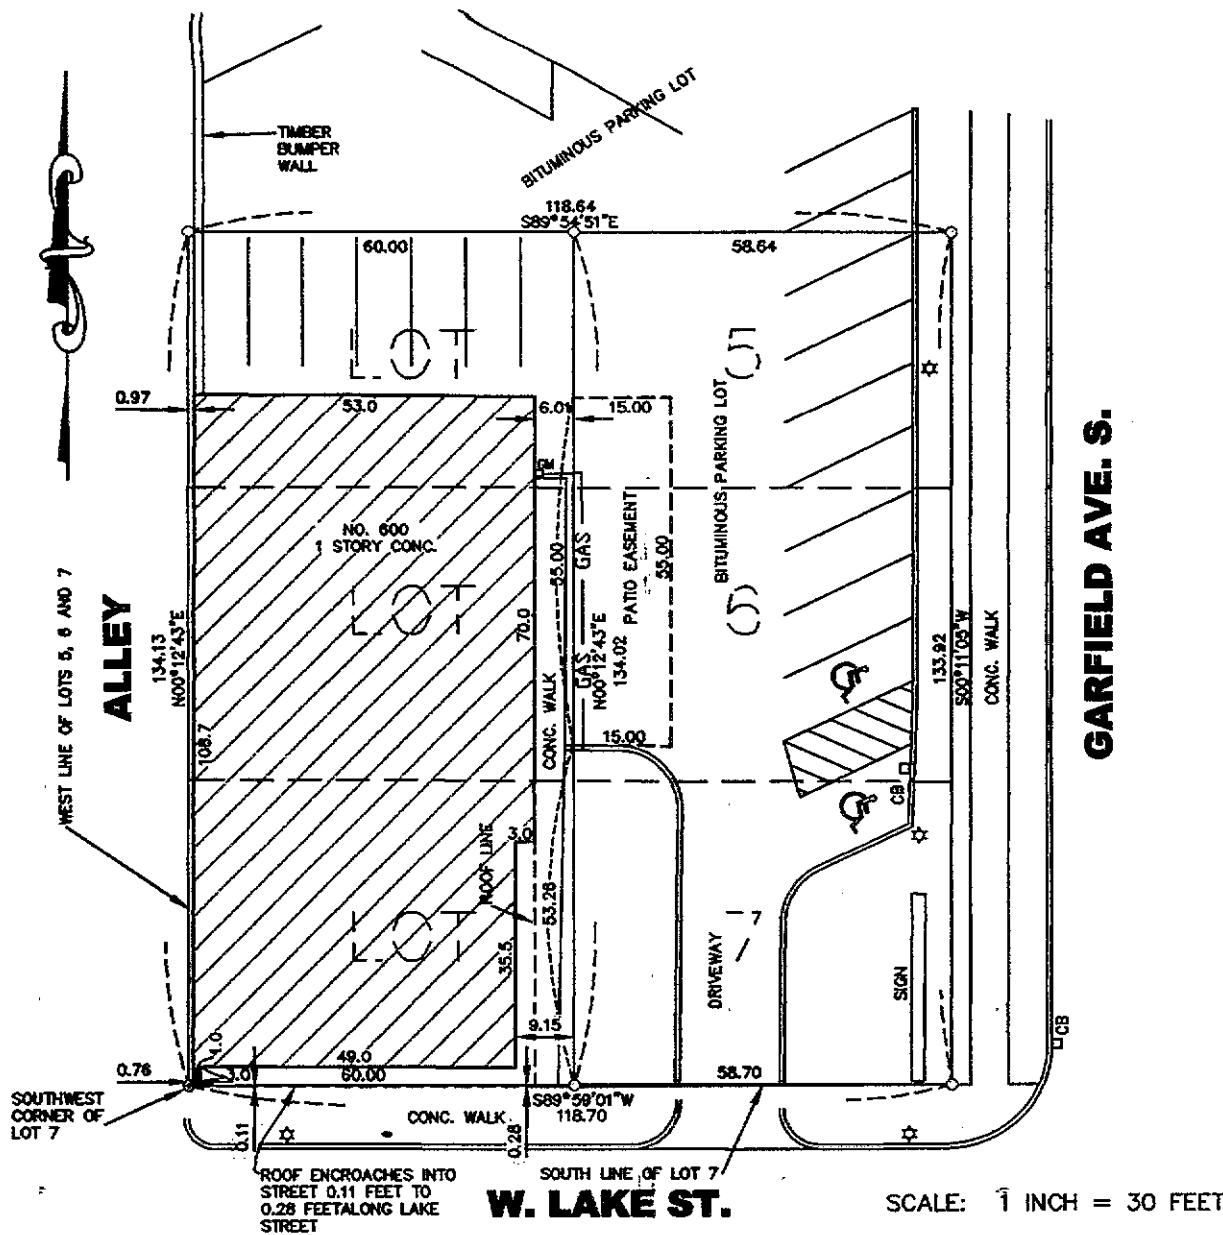 BITUMINOUS PARKING LOT
TIMBER
BUMPER
WALL
118.64
S89°54'51"E
60.00
58.64
LOT
5
0.97
53.0
6.01
15.00
GM
NO. 600
1 STORY CONC.
BITUMINOUS PARKING LOT
PATIO EASEMENT
55.00
55.00
GAS
GAS
LOT
6
70.0
N00°12'43"E
134.02
CONC. WALK
15.00
WEST LINE OF LOTS 5, 6 AND 7
ALLEY
134.13
N00°12'43"E
108.7
133.92
S00°11'05"W
CONC. WALK
GARFIELD AVE. S.
CB
3.0
ROOF LINE
53.26
LOT
7
35.5
DRIVEWAY
SIGN
9.15
CB
1.0
49.0
0.76
3.0
60.00
58.70
SOUTHWEST
CORNER OF
LOT 7
S89°59'01"W
118.70
CONC. WALK
0.11
0.28
ROOF ENCROACHES INTO
STREET 0.11 FEET TO
0.28 FEETALONG LAKE
STREET
SOUTH LINE OF LOT 7
W. LAKE ST.
SCALE: 1 INCH = 30 FEET